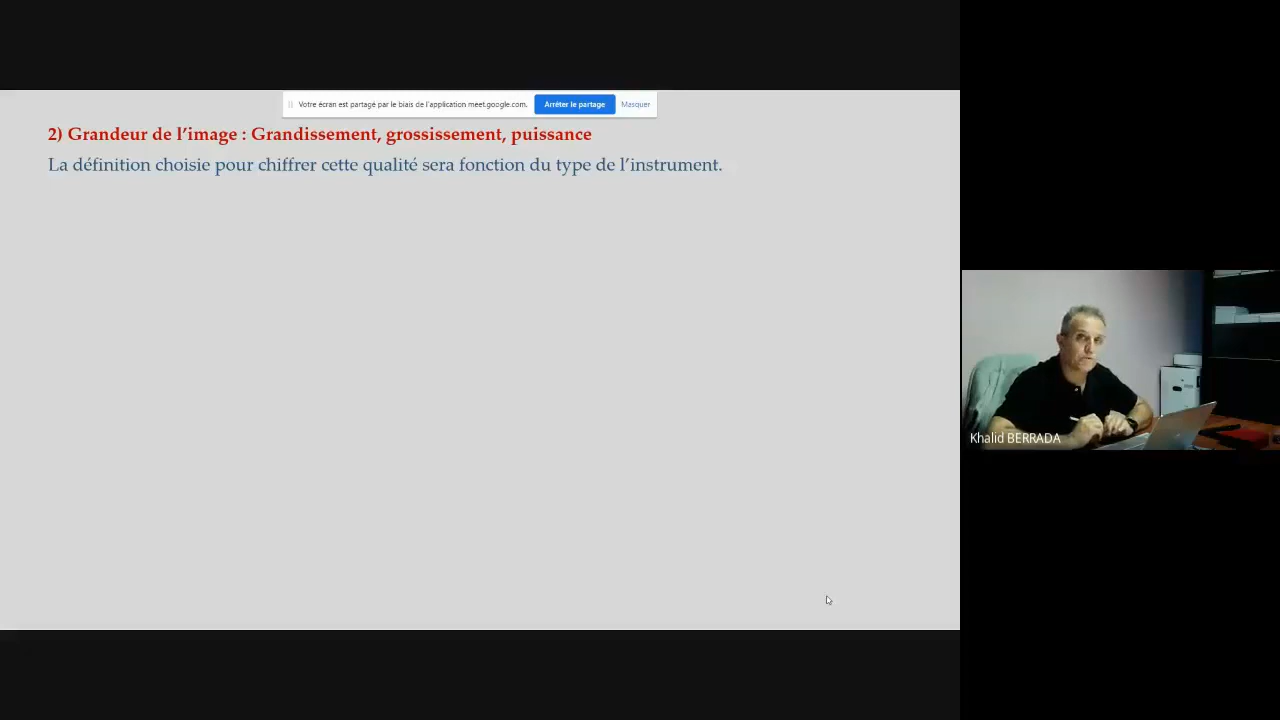 Votre écran est partagé par le biais de l'application meet.google.com. Arrêter le partage Masquer
2) Grandeur de l'image : Grandissement, grossissement, puissance
La définition choisie pour chiffrer cette qualité sera fonction du type de l'instrument.
Khalid BERRADA